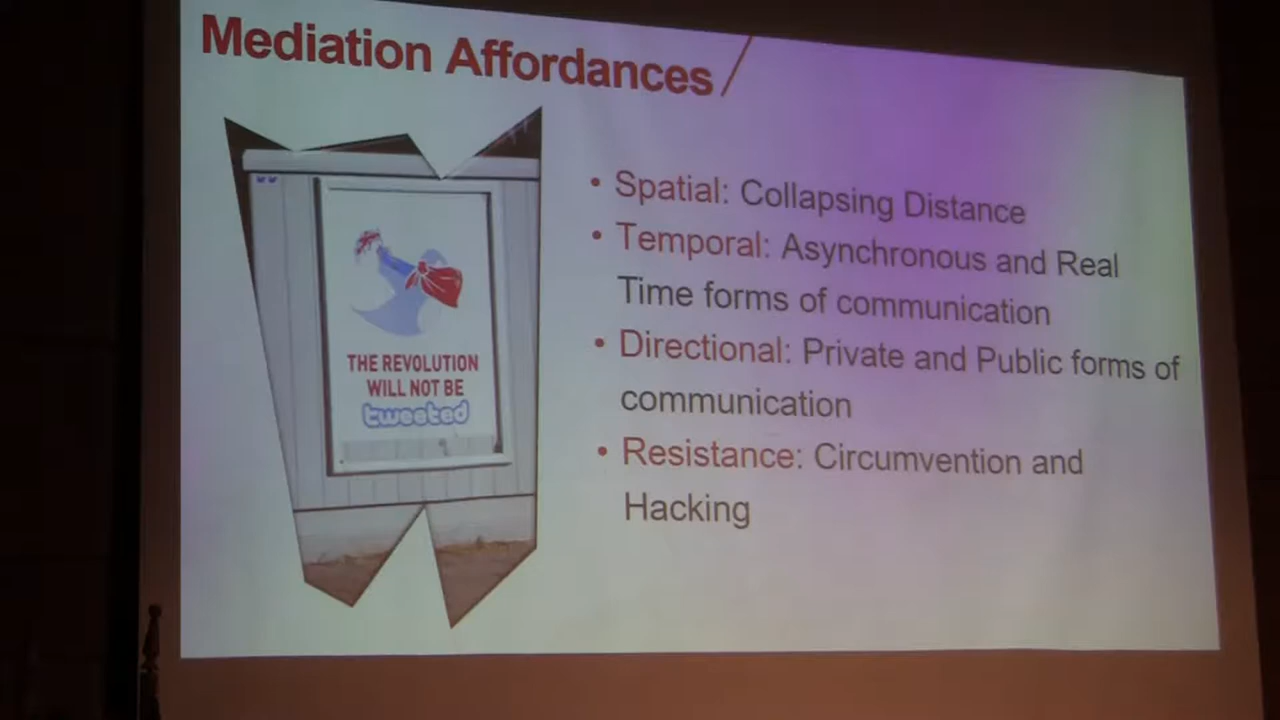 Mediation Affordances
• Spatial: Collapsing Distance
• Temporal: Asynchronous and Real
Time forms of communication
• Directional: Private and Public forms of
communication
• Resistance: Circumvention and
Hacking
THE REVOLUTION
WILL NOT BE
tweeted